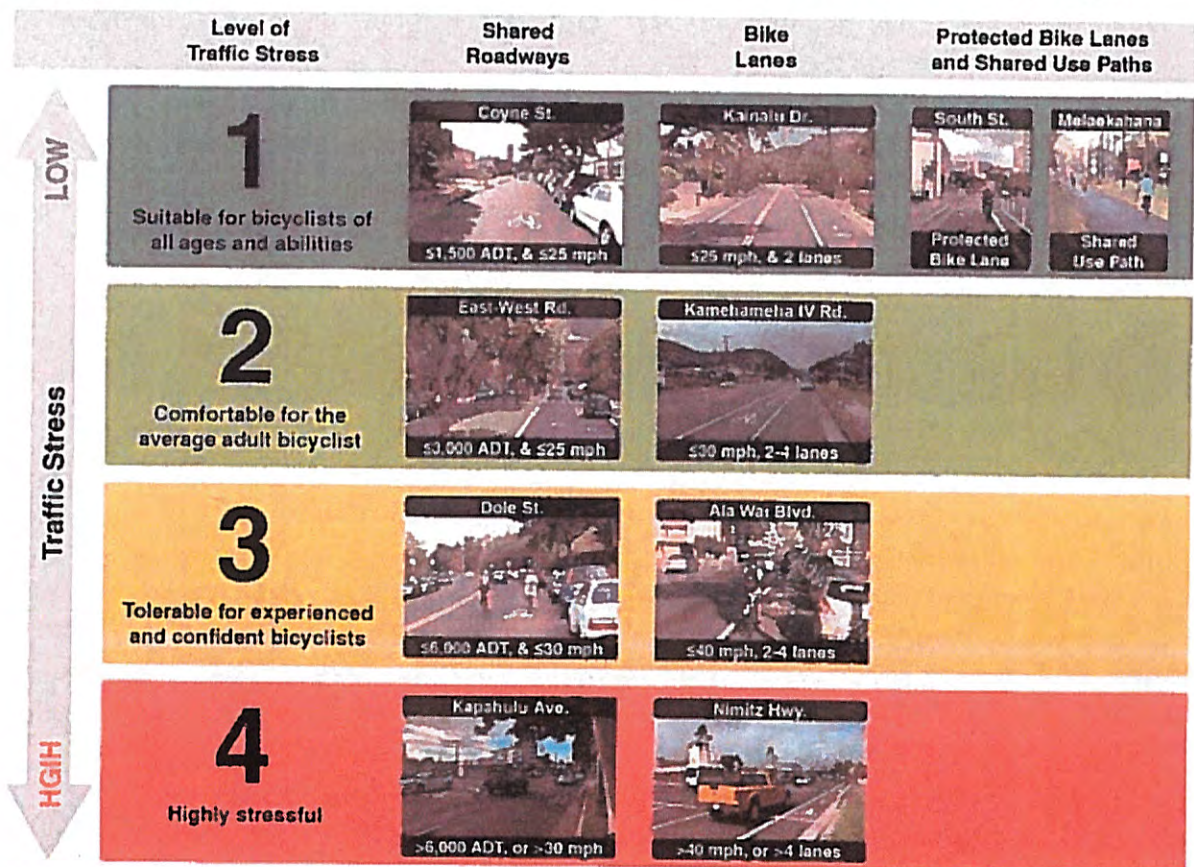 Level of
Traffic Stress
Shared
Roadways
Bike
Lanes
Protected Bike Lanes
and Shared Use Paths
LOW
Traffic Stress
HGIH
1
Suitable for bicyclists of
all ages and abilities
Coyne St.
≤1,500 ADT, & ≤25 mph
Kainalu Dr.
≤25 mph, & 2 lanes
South St.
Protected
Bike Lane
Malaekahana
Shared
Use Path
2
Comfortable for the
average adult bicyclist
East-West Rd.
≤3,000 ADT, & ≤25 mph
Kamehameha IV Rd.
≤30 mph, 2-4 lanes
3
Tolerable for experienced
and confident bicyclists
Dole St.
≤6,000 ADT, & ≤30 mph
Ala Wai Blvd.
≤40 mph, 2-4 lanes
4
Highly stressful
Kapahulu Ave.
>6,000 ADT, or >30 mph
Nimitz Hwy.
>40 mph, or >4 lanes